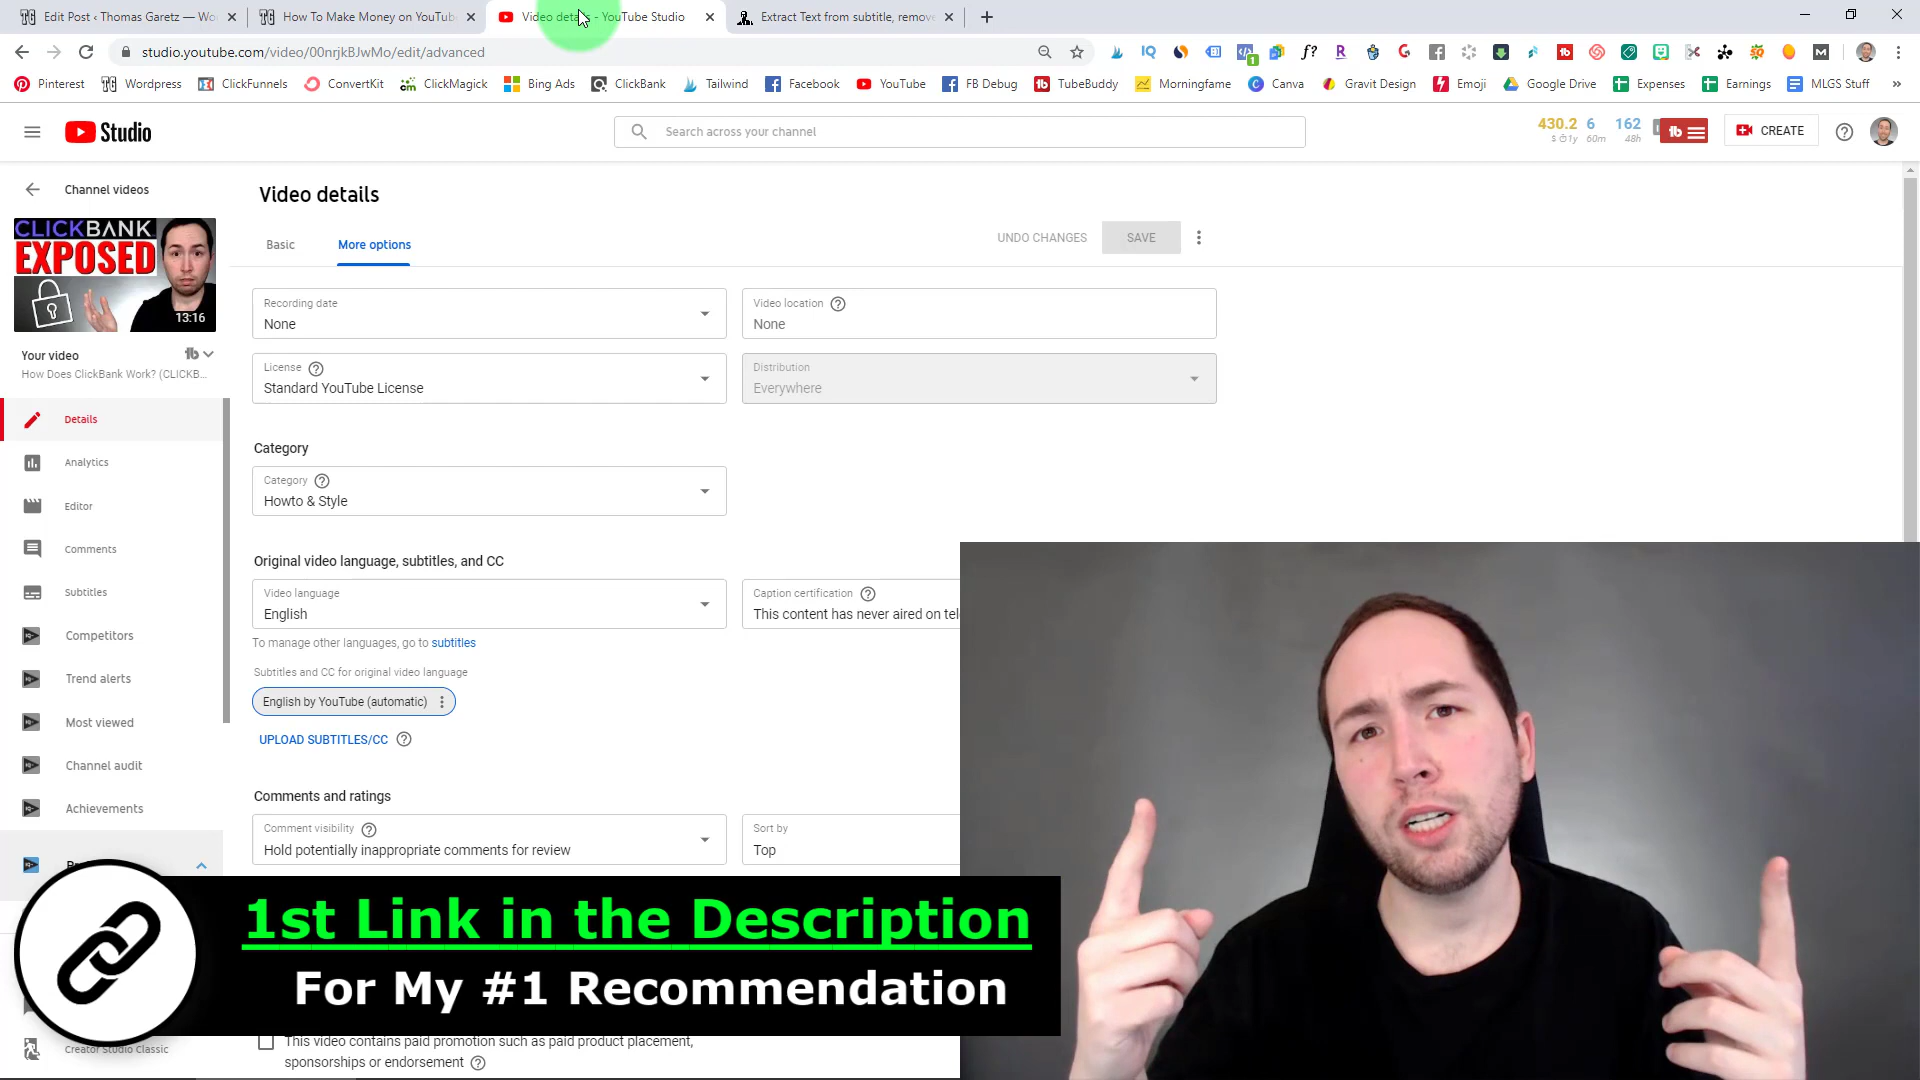 Edit Post ‹ Thomas Garetz — Wo
How To Make Money on YouTub
Video details - YouTube Studio
Extract Text from subtitle, remove
studio.youtube.com/video/00nrjkBJwMo/edit/advanced
Pinterest
Wordpress
ClickFunnels
ConvertKit
ClickMagick
Bing Ads
ClickBank
Tailwind
Facebook
YouTube
FB Debug
TubeBuddy
Morningfame
Canva
Gravit Design
Emoji
Google Drive
Expenses
Earnings
MLGS Stuff
Studio
Search across your channel
430.2 6 162
1y 60m 48h
CREATE
Channel videos
Video details
Basic
More options
UNDO CHANGES
SAVE
CLICKBANK
EXPOSED
13:16
Your video
How Does ClickBank Work? (CLICKB...
Details
Analytics
Editor
Comments
Subtitles
Competitors
Trend alerts
Most viewed
Channel audit
Achievements
Creator Studio Classic
Recording date
None
Video location
None
License
Standard YouTube License
Distribution
Everywhere
Category
Category
Howto & Style
Original video language, subtitles, and CC
Video language
English
Caption certification
This content has never aired on tel
To manage other languages, go to subtitles
Subtitles and CC for original video language
English by YouTube (automatic)
UPLOAD SUBTITLES/CC
Comments and ratings
Comment visibility
Hold potentially inappropriate comments for review
Sort by
Top
1st Link in the Description
For My #1 Recommendation
This video contains paid promotion such as paid product placement,
sponsorships or endorsement